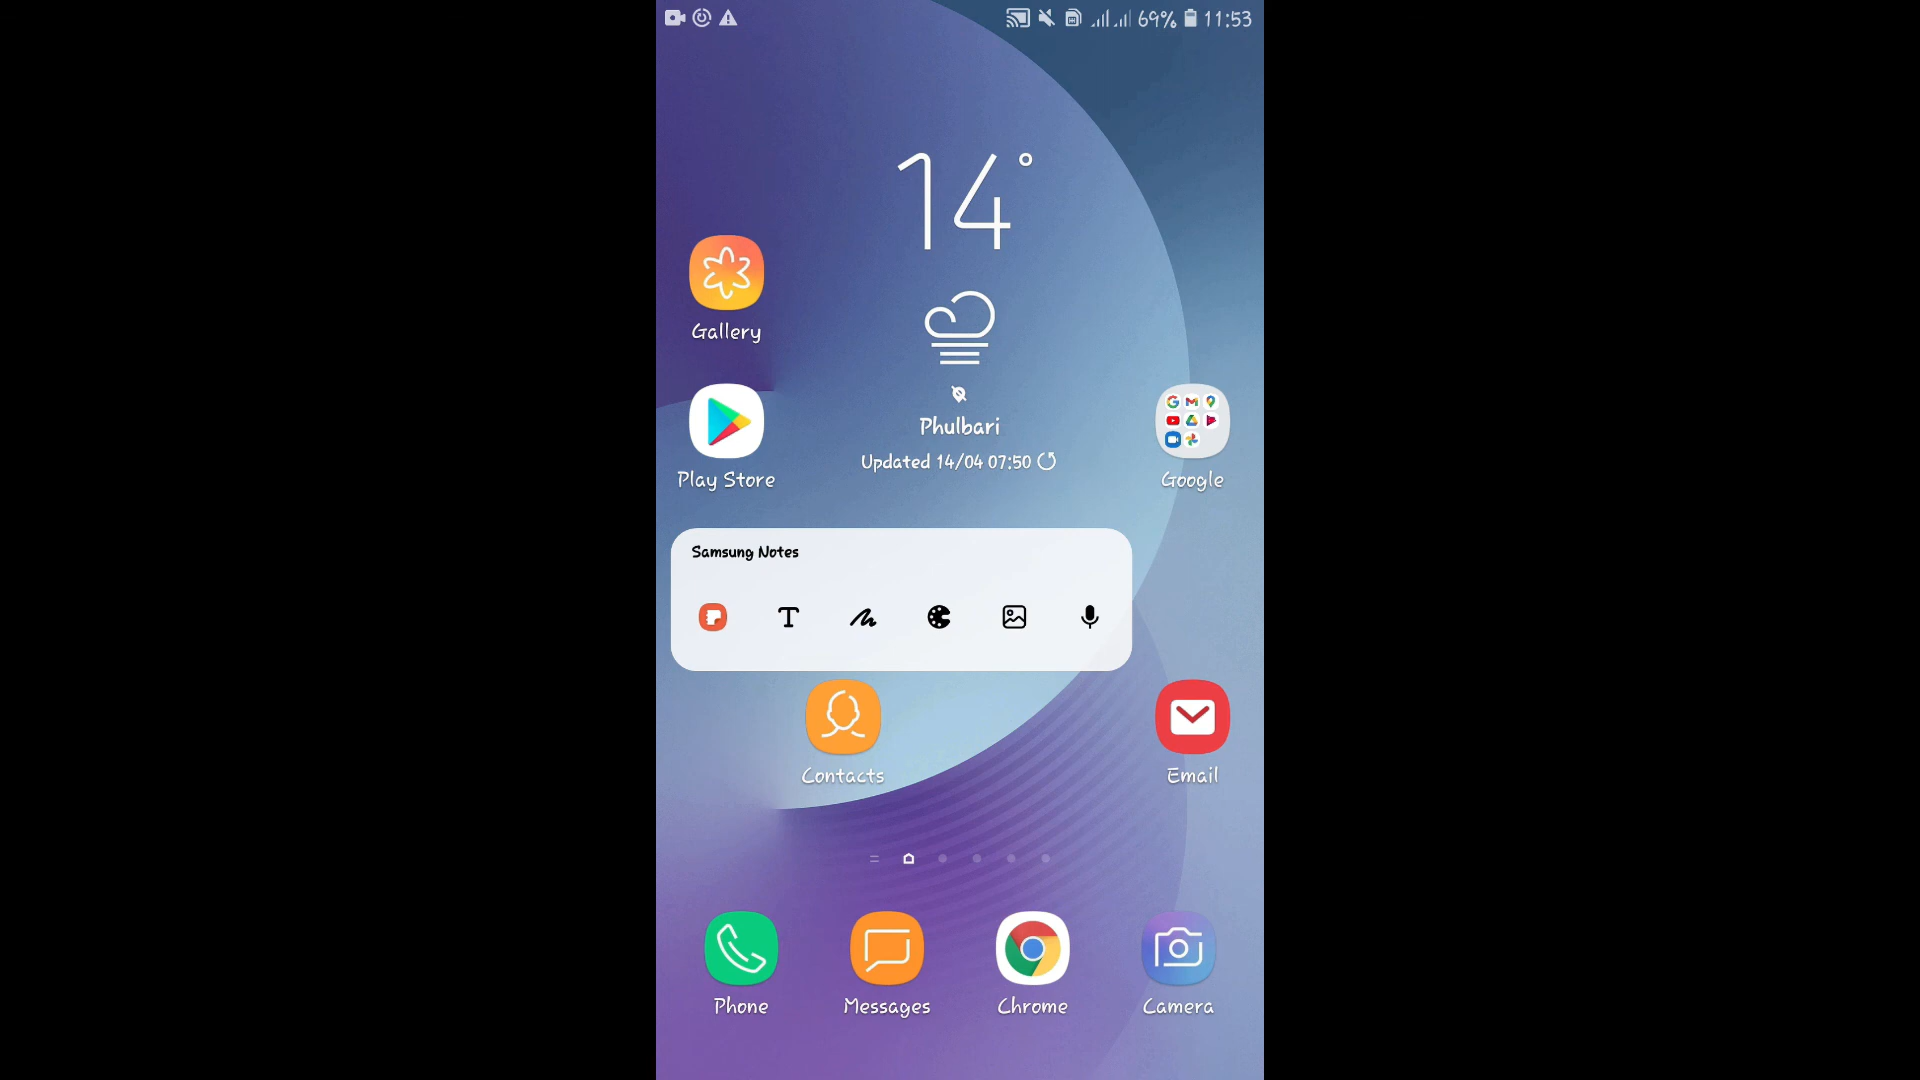 69% 11:53
14°
Gallery
Phulbari
Updated 14/04 07:50
Play Store
Google
Samsung Notes
T
Contacts
Email
Phone
Messages
Chrome
Camera